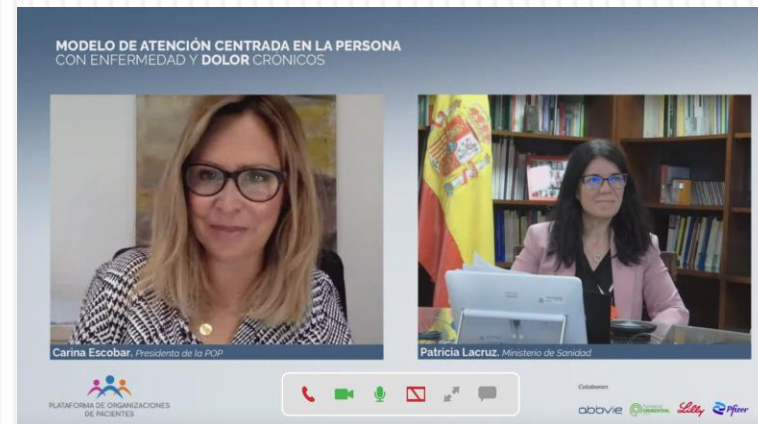 MODELO DE ATENCIÓN CENTRADA EN LA PERSONA
CON ENFERMEDAD Y DOLOR CRÓNICOS
Carina Escobar. Presidenta de la POP
Patricia Lacruz. Ministerio de Sanidad
PLATAFORMA DE ORGANIZACIONES
DE PACIENTES
Colaboran:
abbvie
Lilly
Pfizer